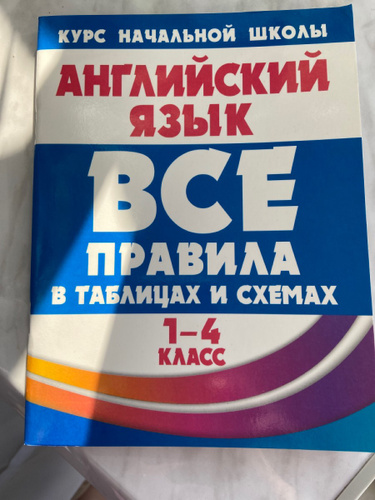 КУРС НАЧАЛЬНОЙ ШКОЛЫ
АНГЛИЙСКИЙ
ЯЗЫК
ВСЕ
ПРАВИЛА
В ТАБЛИЦАХ И СХЕМАХ
1–4
КЛАСС